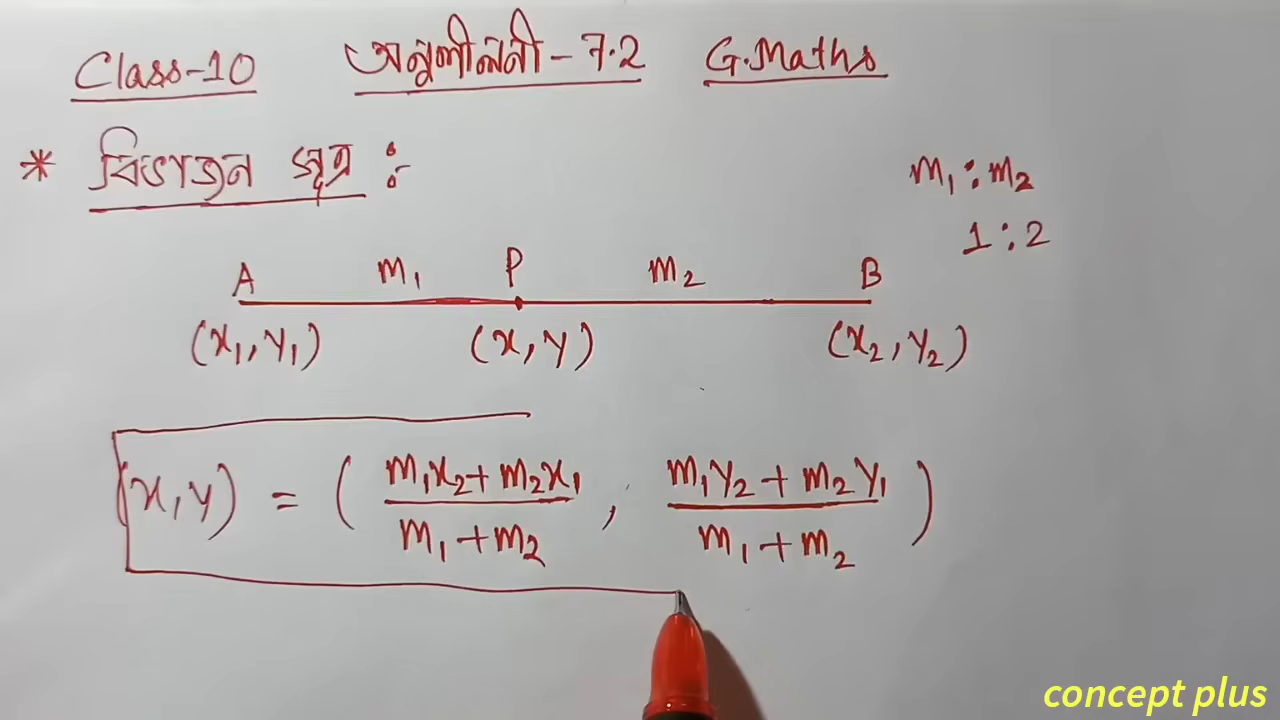 Class-10 অনুশীলনী-7.2 G.Maths
* বিভাজন সূত্র :
m₁ : m₂
1 : 2
A m₁ P m₂ B
(x₁, y₁) (x, y) (x₂, y₂)
(x, y) = ( (m₁x₂ + m₂x₁)/(m₁ + m₂) , (m₁y₂ + m₂y₁)/(m₁ + m₂) )
concept plus